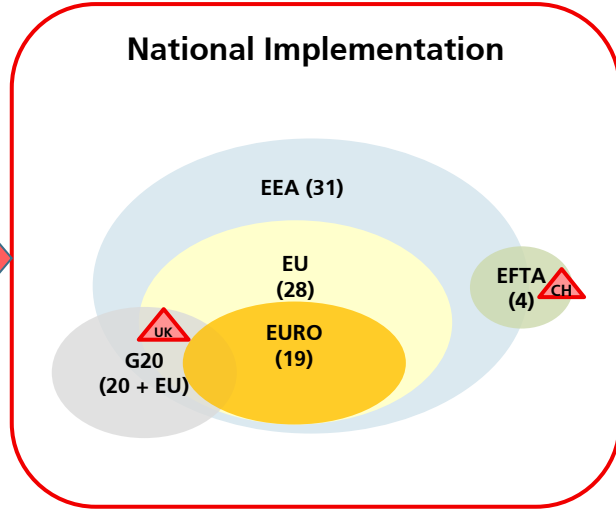 National Implementation
EEA (31)
EU
(28)
EFTA
(4)
CH
UK
EURO
(19)
G20
(20 + EU)